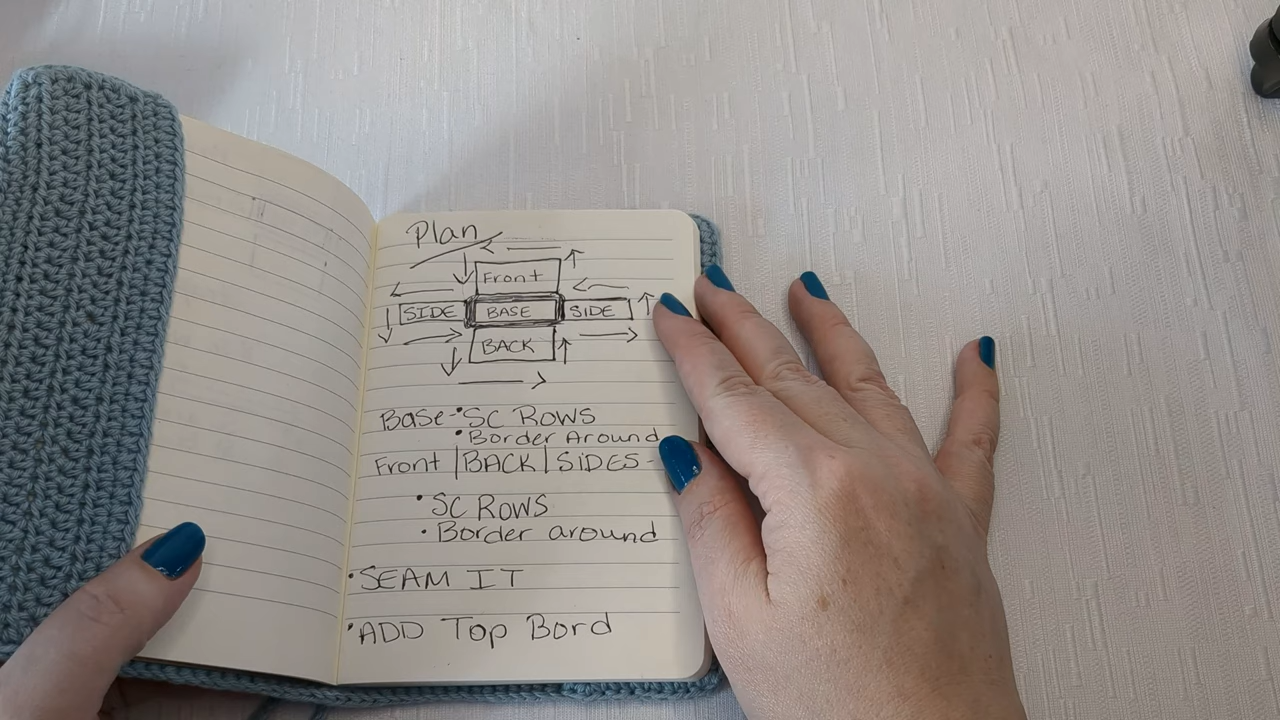 Plan
Front
SIDE BASE SIDE
BACK
Base-•SC ROWS
•Border Around
Front |BACK| SIDES-
•SC ROWS
•Border around
•SEAM IT
•ADD Top Bord